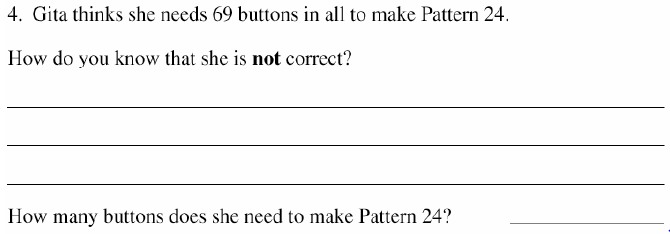 4. Gita thinks she needs 69 buttons in all to make Pattern 24.
How do you know that she is not correct?
How many buttons does she need to make Pattern 24?